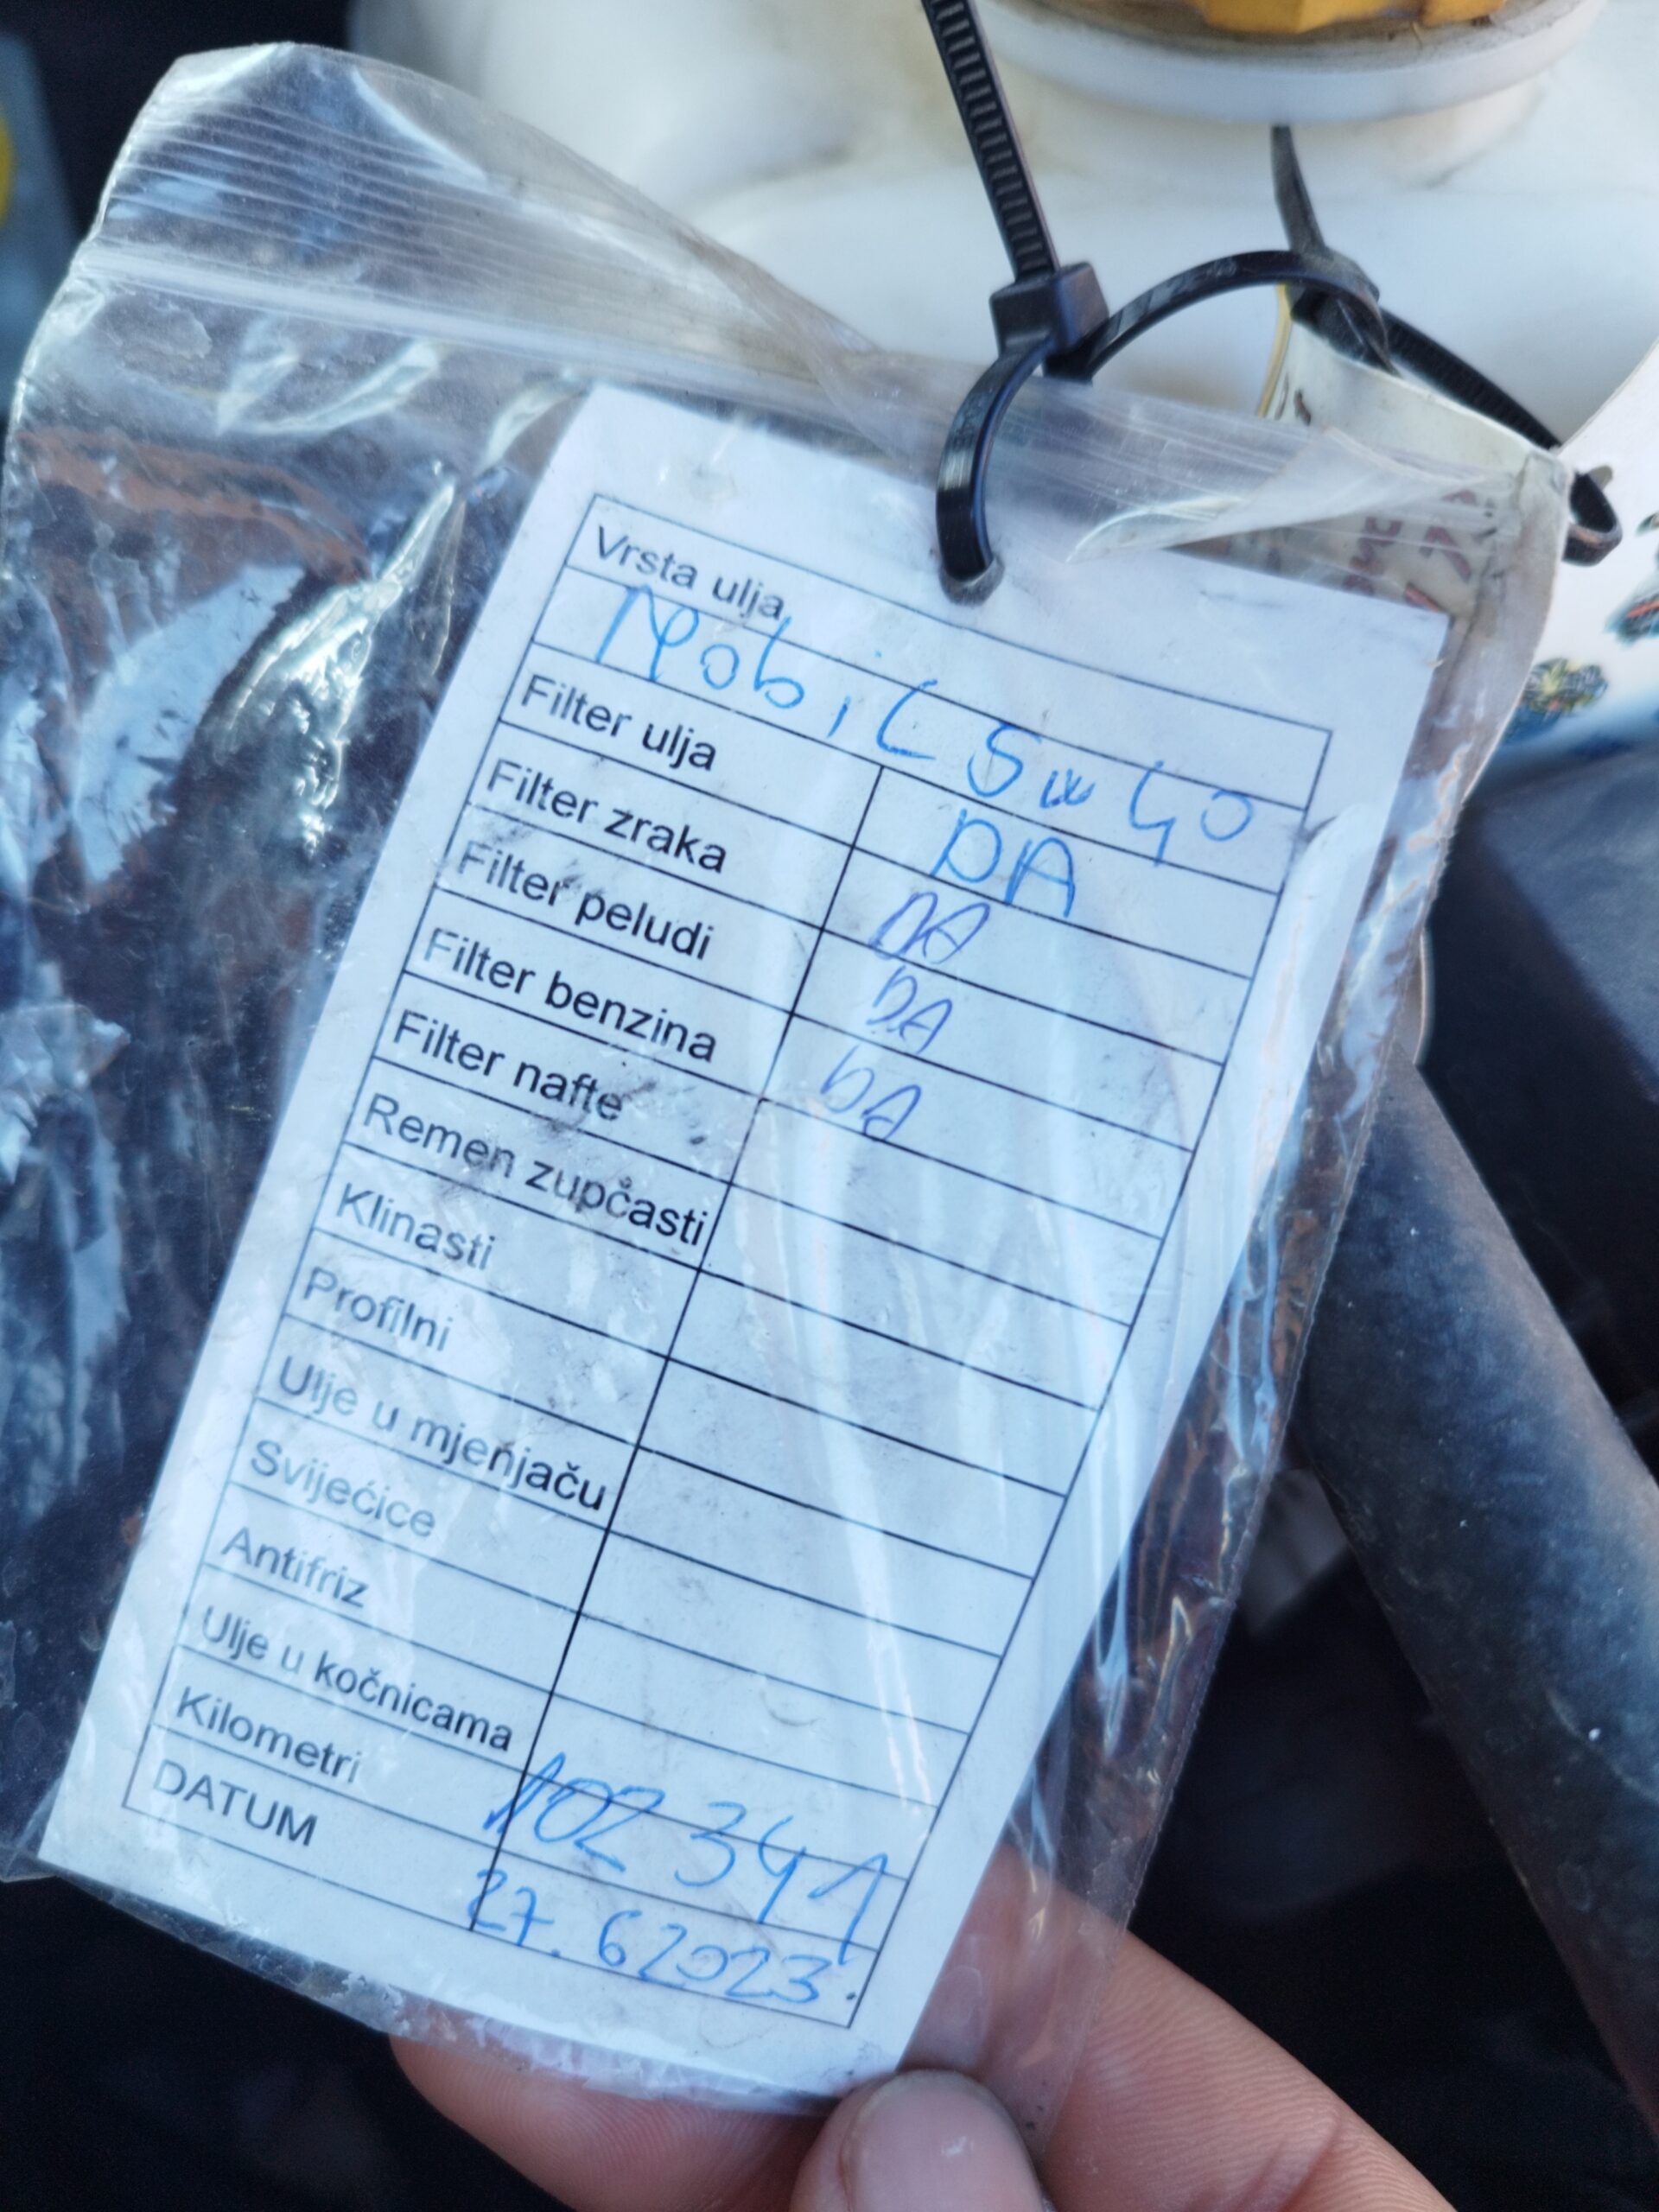 Vrsta ulja
Mobil 5w40
Filter ulja DA
Filter zraka DA
Filter peludi DA
Filter benzina DA
Filter nafte
Remen zupčasti
Klinasti
Profilni
Ulje u mjenjaču
Svijećice
Antifriz
Ulje u kočnicama
Kilometri 102 341
DATUM 27. 6 2023.